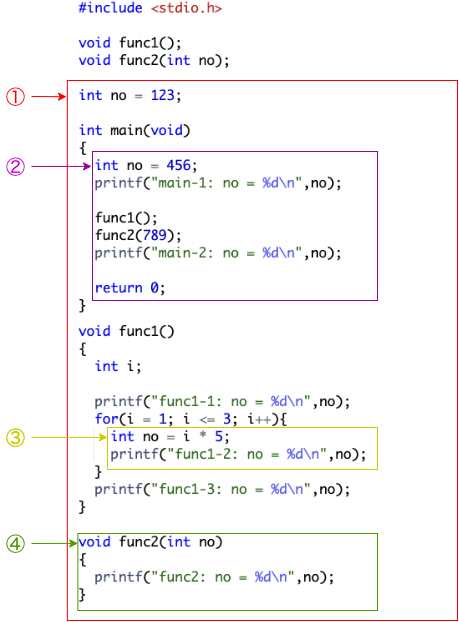 #include <stdio.h>
void func1();
void func2(int no);
① int no = 123;
int main(void)
{
② int no = 456;
printf("main-1: no = %d\n",no);
func1();
func2(789);
printf("main-2: no = %d\n",no);
return 0;
}
void func1()
{
int i;
printf("func1-1: no = %d\n",no);
for(i = 1; i <= 3; i++){
③ int no = i * 5;
printf("func1-2: no = %d\n",no);
}
printf("func1-3: no = %d\n",no);
}
④ void func2(int no)
{
printf("func2: no = %d\n",no);
}